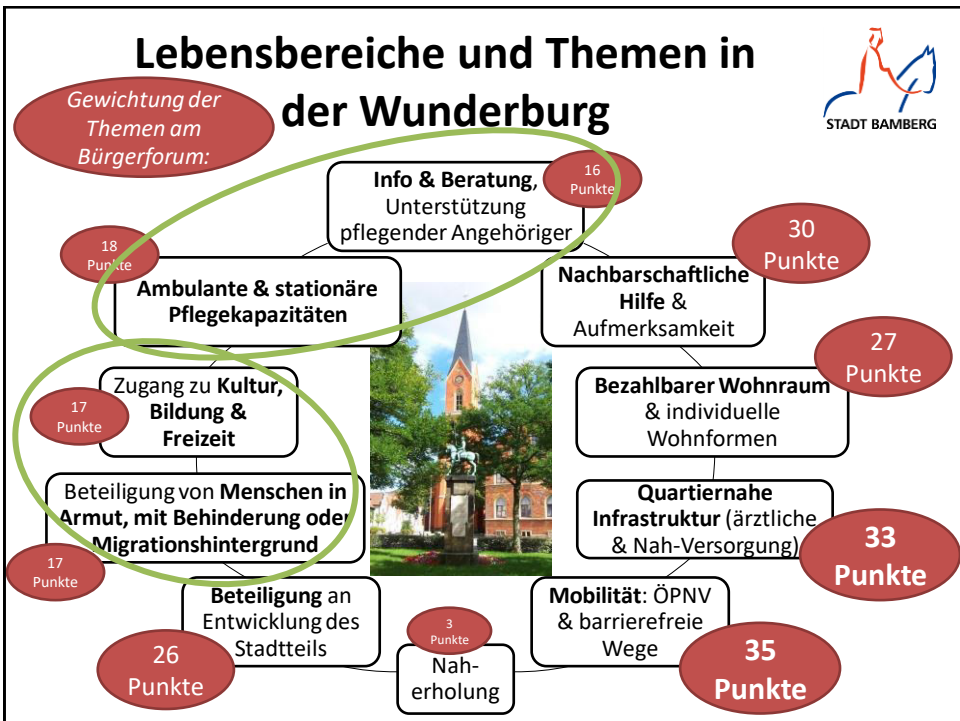 Lebensbereiche und Themen in
der Wunderburg
Gewichtung der
Themen am
Bürgerforum:
STADT BAMBERG
Info & Beratung,
Unterstützung
pflegender Angehöriger
16
Punkte
30
Punkte
Nachbarschaftliche
Hilfe &
Aufmerksamkeit
27
Punkte
Bezahlbarer Wohnraum
& individuelle
Wohnformen
Quartiernahe
Infrastruktur (ärztliche
& Nah-Versorgung)
33
Punkte
Mobilität: ÖPNV
& barrierefreie
Wege
35
Punkte
3
Punkte
Nah-
erholung
Beteiligung an
Entwicklung des
Stadtteils
26
Punkte
Beteiligung von Menschen in
Armut, mit Behinderung oder
Migrationshintergrund
17
Punkte
Zugang zu Kultur,
Bildung &
Freizeit
17
Punkte
Ambulante & stationäre
Pflegekapazitäten
18
Punkte